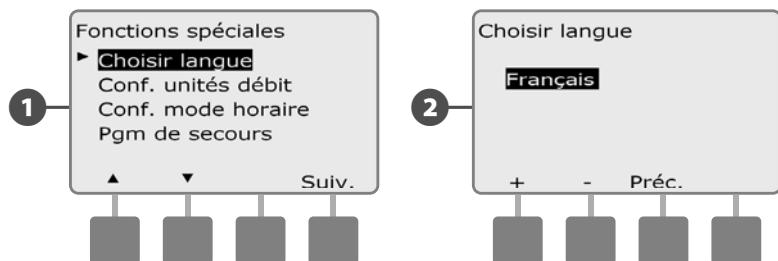 Fonctions spéciales
► Choisir langue
Conf. unités débit
Conf. mode horaire
Pgm de secours
▲ ▼ Suiv.
1
Choisir langue
Français
+ - Préc.
2